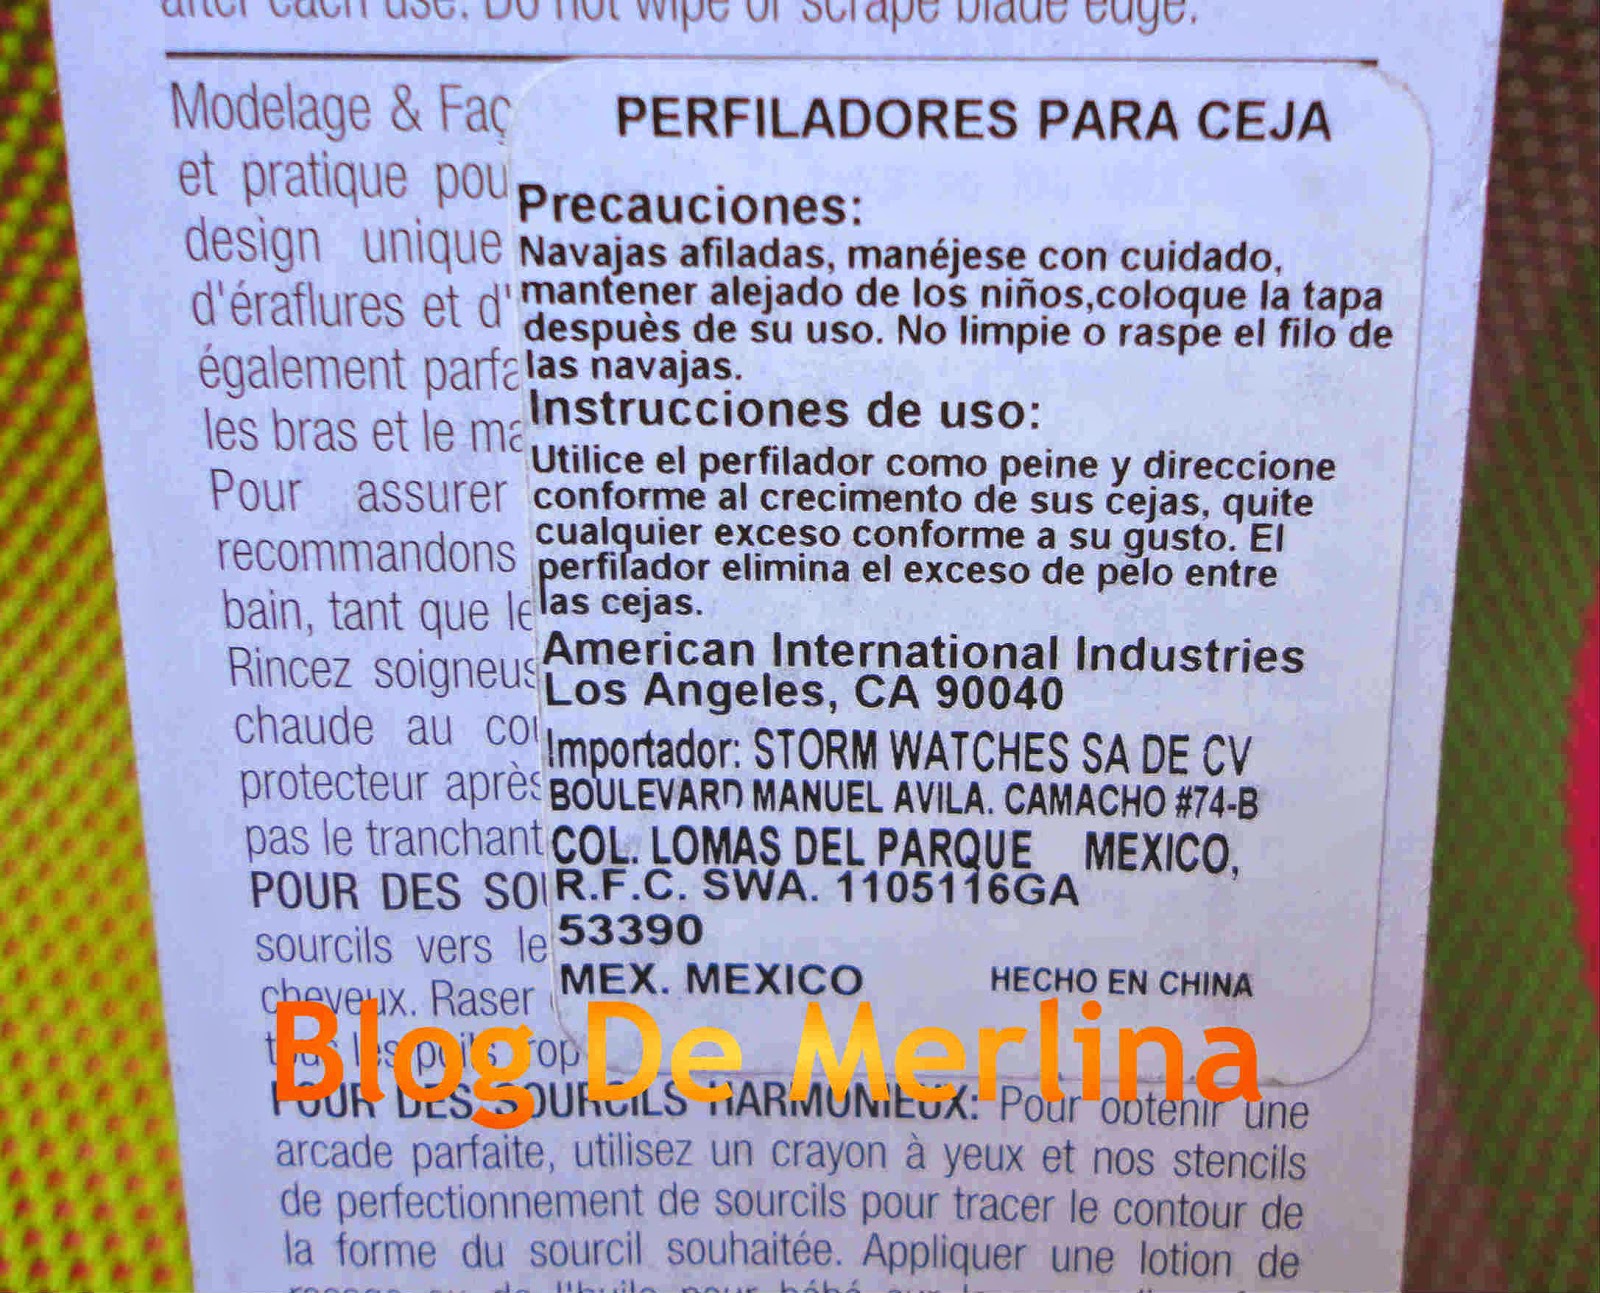 after each use. Do not wipe or scrape blade edge.
Modelage & Faç
et pratique pou
design unique
d'éraflures et d'
également parfa
les bras et le ma
Pour assurer
recommandons
bain, tant que le
Rincez soigneus
chaude au cou
protecteur après
pas le tranchant
POUR DES SOU
sourcils vers le
cheveux. Raser
tous les poils trop
PERFILADORES PARA CEJA
Precauciones:
Navajas afiladas, manéjese con cuidado,
mantener alejado de los niños,coloque la tapa
despuès de su uso. No limpie o raspe el filo de
las navajas.
Instrucciones de uso:
Utilice el perfilador como peine y direccione
conforme al crecimento de sus cejas, quite
cualquier exceso conforme a su gusto. El
perfilador elimina el exceso de pelo entre
las cejas.
American International Industries
Los Angeles, CA 90040
Importador: STORM WATCHES SA DE CV
BOULEVARD MANUEL AVILA. CAMACHO #74-B
COL. LOMAS DEL PARQUE MEXICO,
R.F.C. SWA. 1105116GA
53390
MEX. MEXICO HECHO EN CHINA
Blog De Merlina
POUR DES SOURCILS HARMONIEUX: Pour obtenir une
arcade parfaite, utilisez un crayon à yeux et nos stencils
de perfectionnement de sourcils pour tracer le contour de
la forme du sourcil souhaitée. Appliquer une lotion de